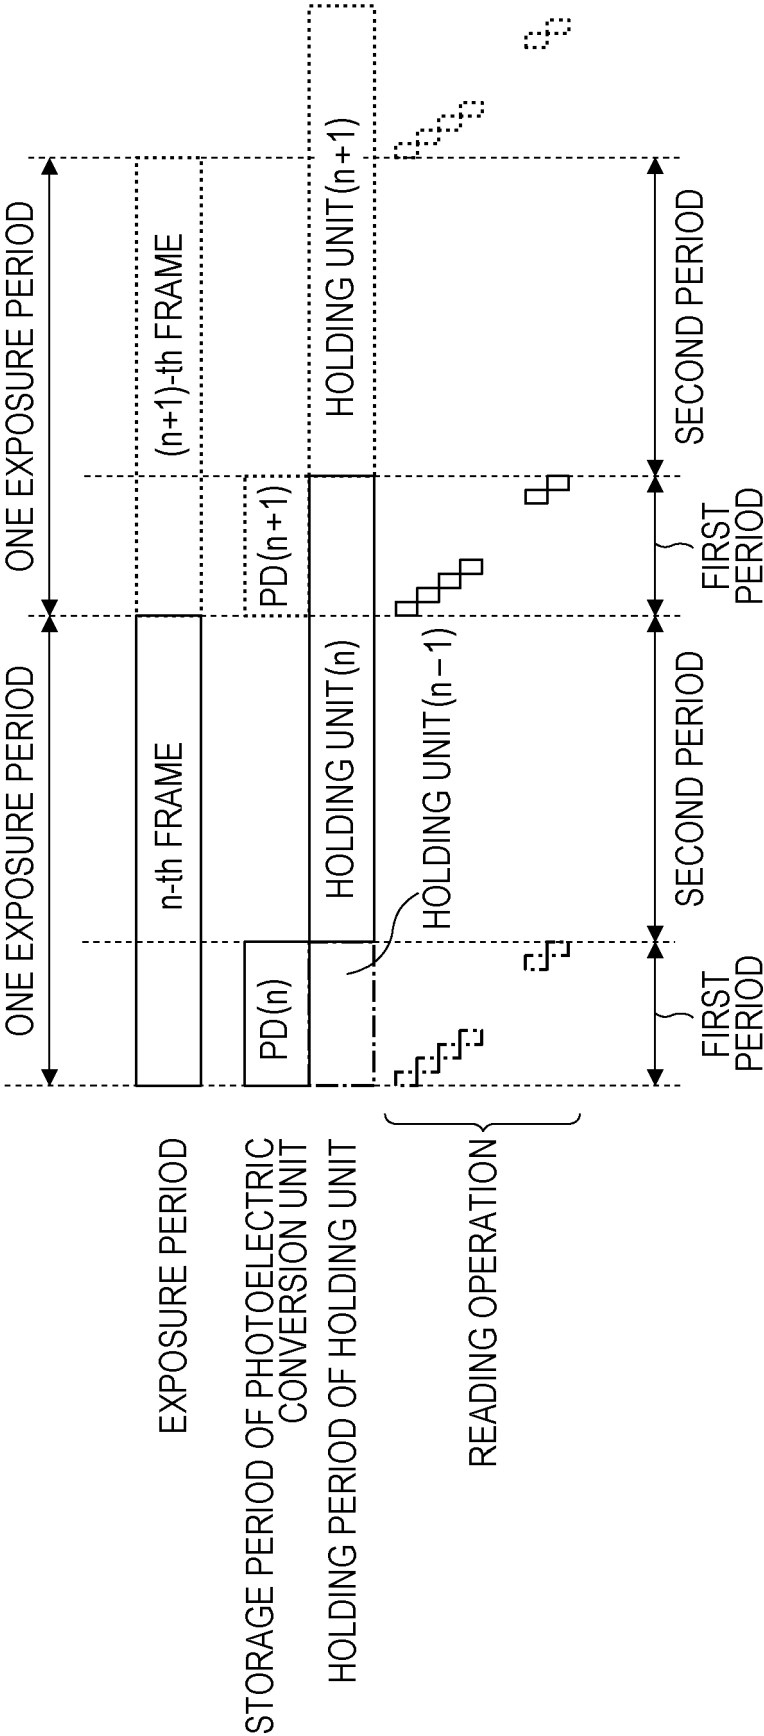 ONE EXPOSURE PERIOD
ONE EXPOSURE PERIOD
EXPOSURE PERIOD
n-th FRAME
(n+1)-th FRAME
STORAGE PERIOD OF PHOTOELECTRIC
CONVERSION UNIT
PD(n)
PD(n+1)
HOLDING PERIOD OF HOLDING UNIT
HOLDING UNIT(n)
HOLDING UNIT(n+1)
HOLDING UNIT(n−1)
READING OPERATION
SECOND PERIOD
SECOND PERIOD
FIRST
PERIOD
FIRST
PERIOD